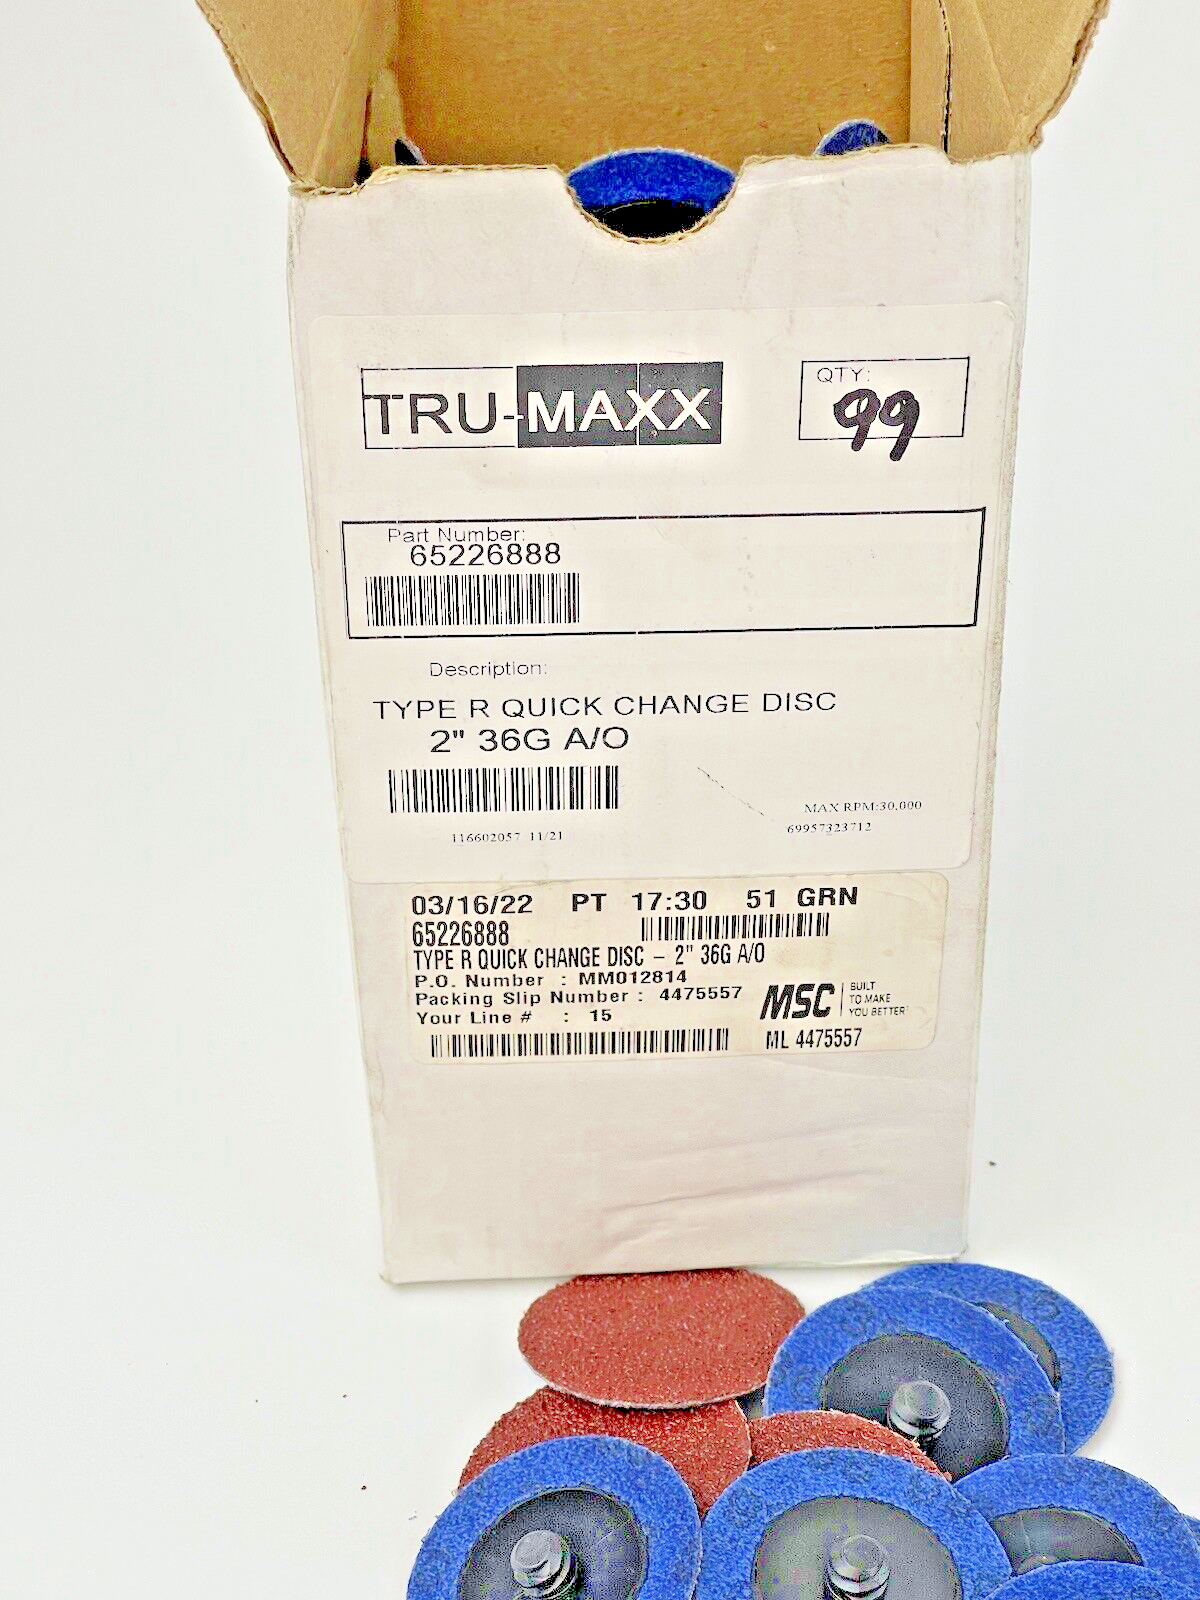 TRU-MAXX
QTY:
99
Part Number:
65226888
Description:
TYPE R QUICK CHANGE DISC
2" 36G A/O
MAX RPM:30,000
116602057 11/21
69957323712
03/16/22 PT 17:30 51 GRN
65226888
TYPE R QUICK CHANGE DISC - 2" 36G A/O
P.O. Number : MM012814
Packing Slip Number : 4475557
Your Line # : 15
MSC
BUILT
TO MAKE
YOU BETTER
ML 4475557